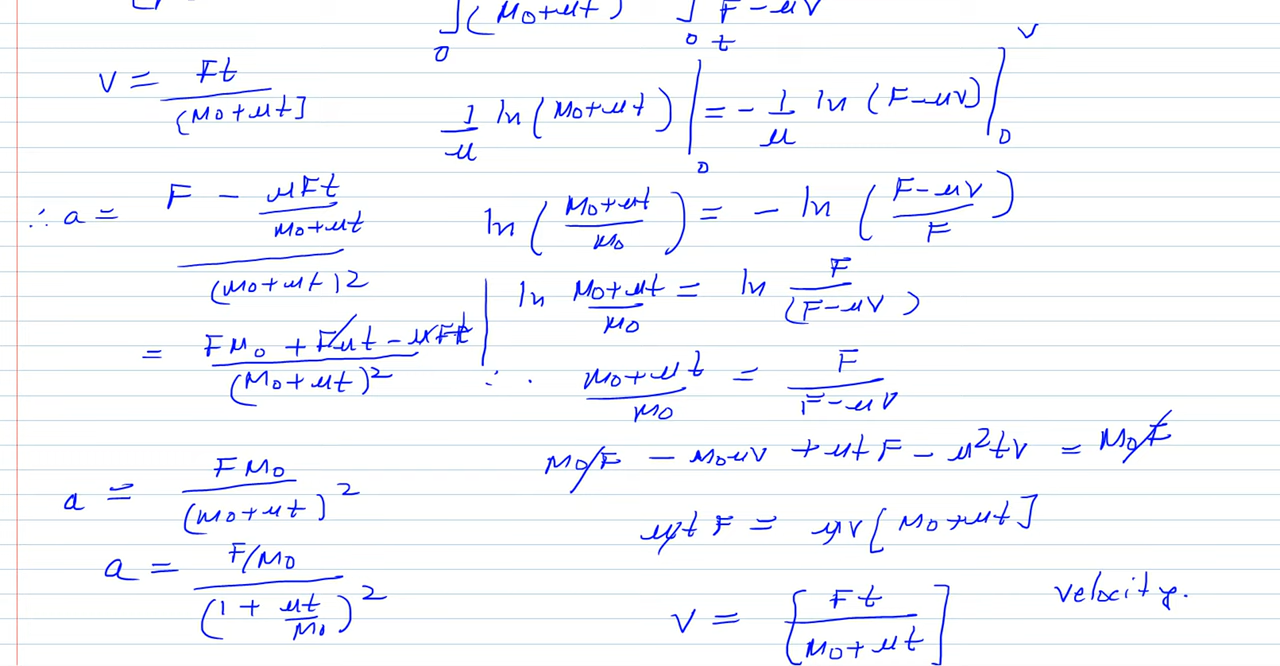 ∫0 (M0+μt) ∫0 F-μV
V = Ft/(M0+μt]
1/μ ln(M0+μt) |0^t = -1/μ ln(F-μV) |0^V
∴ a = (F - μFt/(M0+μt))/(M0+μt)2
ln((M0+μt)/M0) = -ln((F-μV)/F)
= (FM0 + Fμt - μFt)/(M0+μt)²
ln (M0+μt)/M0 = ln F/(F-μV)
∴ (M0+μt)/M0 = F/(F-μV)
M0F - M0μV + μtF - μ²tV = M0F
a = FM0/(M0+μt)²
μtF = μV[M0+μt]
a = (F/M0)/(1+μt/M0)²
V = [Ft/(M0+μt)] velocity.